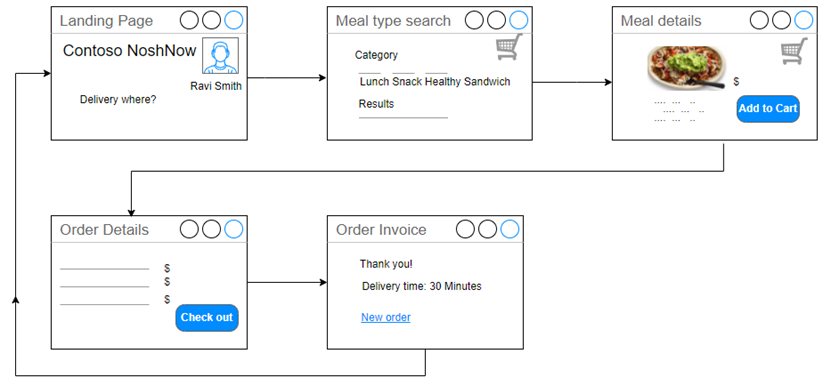 Landing Page
Contoso NoshNow
Ravi Smith
Delivery where?
Meal type search
Category
Lunch Snack Healthy Sandwich
Results
Meal details
$
Add to Cart
Order Details
$
$
$
Check out
Order Invoice
Thank you!
Delivery time: 30 Minutes
New order